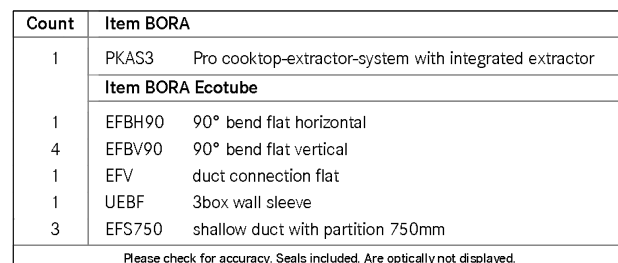 Count Item BORA
1 PKAS3 Pro cooktop-extractor-system with integrated extractor
Item BORA Ecotube
1 EFBH90 90° bend flat horizontal
4 EFBV90 90° bend flat vertical
1 EFV duct connection flat
1 UEBF 3box wall sleeve
3 EFS750 shallow duct with partition 750mm
Please check for accuracy. Seals included. Are optically not displayed.